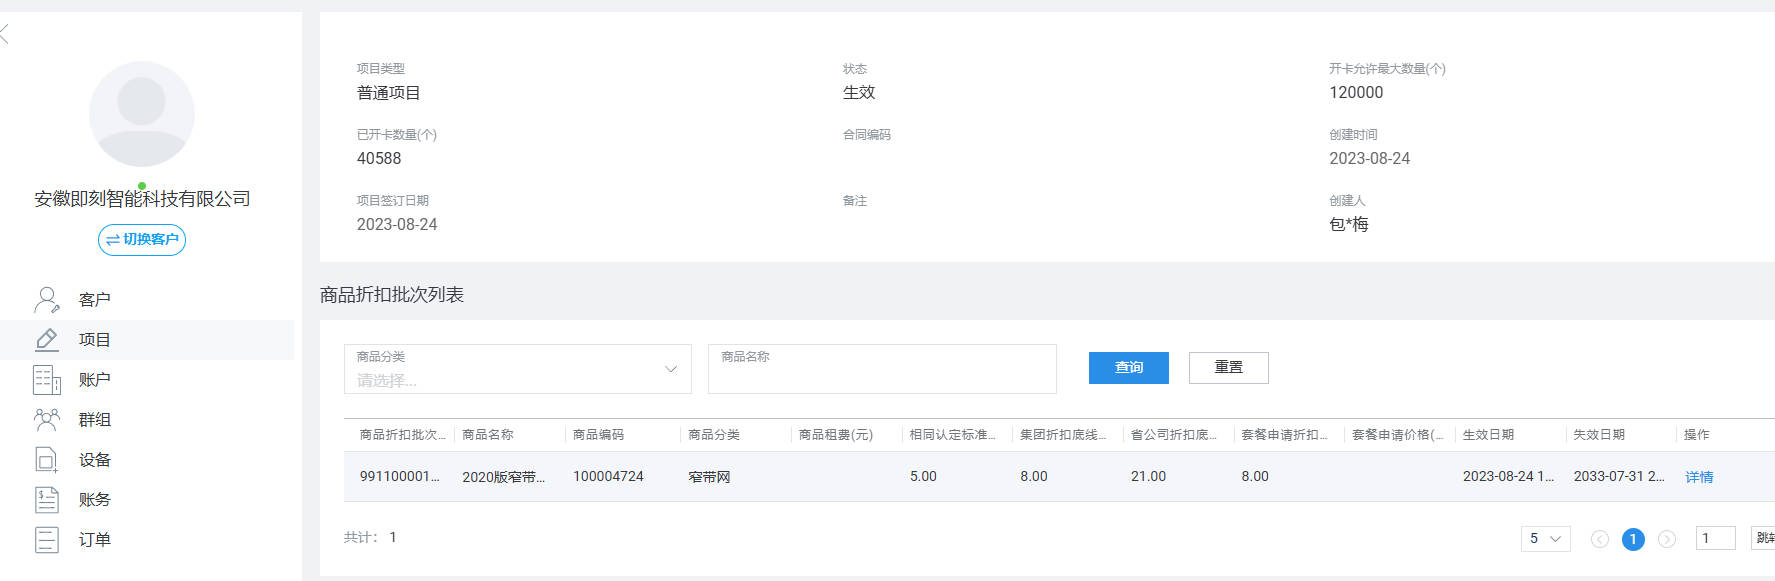 安徽即刻智能科技有限公司
切换客户
客户
项目
账户
群组
设备
账务
订单
项目类型
普通项目
状态
生效
开卡允许最大数量(个)
120000
已开卡数量(个)
40588
合同编码
创建时间
2023-08-24
项目签订日期
2023-08-24
备注
创建人
包*梅
商品折扣批次列表
商品分类
请选择...
商品名称
查询
重置
商品折扣批次... 商品名称 商品编码 商品分类 商品租费(元) 相同认定标准... 集团折扣底线... 省公司折扣底... 套餐申请折扣... 套餐申请价格(... 生效日期 失效日期 操作
991100001... 2020版窄带... 100004724 窄带网 5.00 8.00 21.00 8.00 2023-08-24 1... 2033-07-31 2... 详情
共计： 1
5 1 1 跳转